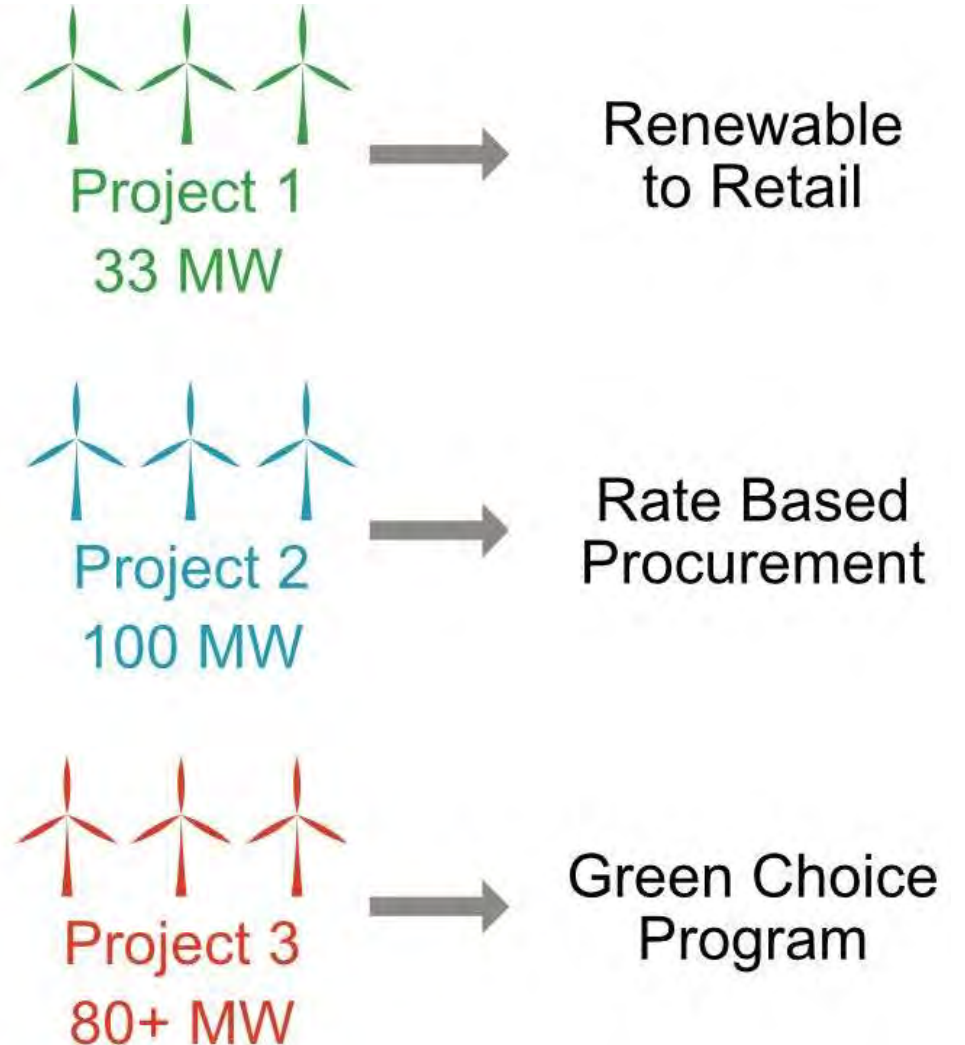 Project 1
33 MW
Renewable
to Retail
Project 2
100 MW
Rate Based
Procurement
Project 3
80+ MW
Green Choice
Program